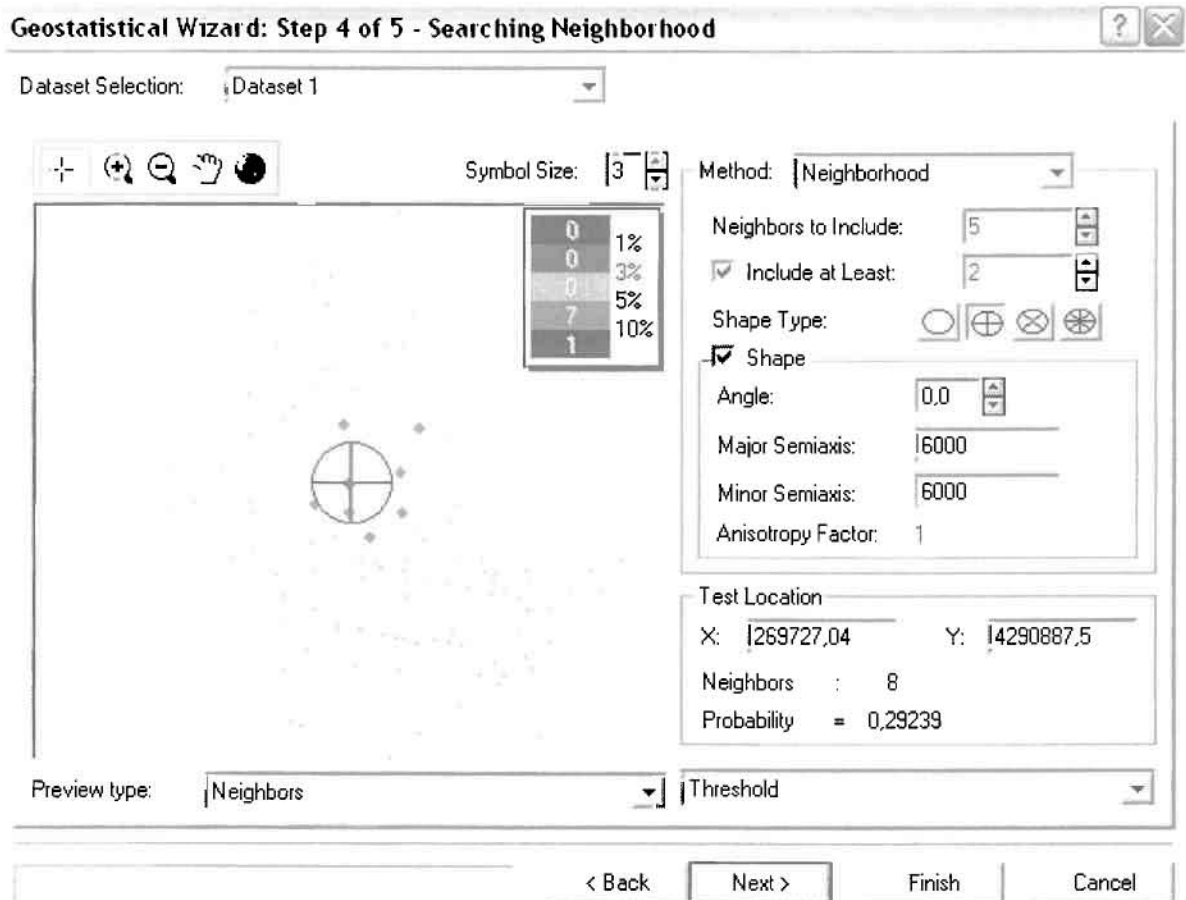 Geostatistical Wizard: Step 4 of 5 - Searching Neighborhood
Dataset Selection: Dataset 1
Symbol Size: 3
0
0
0
7
1
1%
3%
5%
10%
Method: Neighborhood
Neighbors to Include: 5
Include at Least: 2
Shape Type:
Shape
Angle: 0,0
Major Semiaxis: 6000
Minor Semiaxis: 6000
Anisotropy Factor: 1
Test Location
X: 269727,04 Y: 4290887,5
Neighbors : 8
Probability = 0,29239
Preview type: Neighbors
Threshold
< Back Next > Finish Cancel